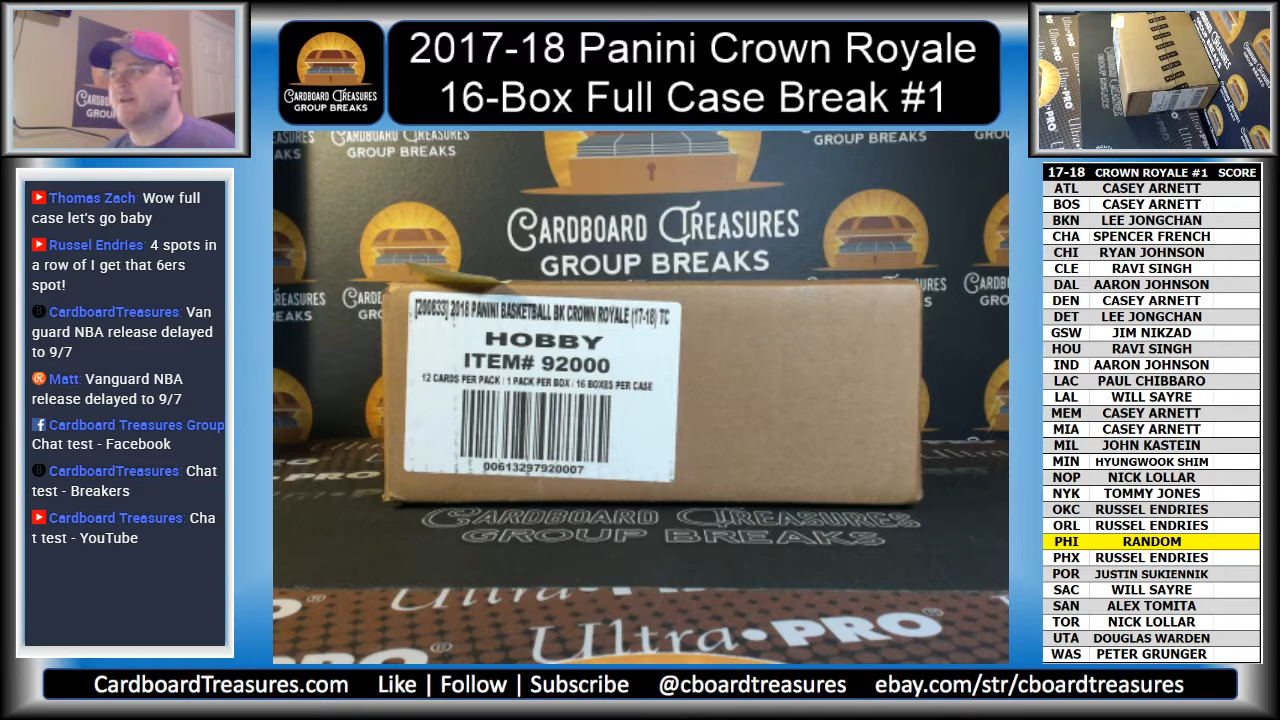 2017-18 Panini Crown Royale
16-Box Full Case Break #1
CARDBOARD TREASURES
GROUP BREAKS
Thomas Zach: Wow full
case let's go baby
Russel Endries: 4 spots in
a row of I get that 6ers
spot!
CardboardTreasures: Van
guard NBA release delayed
to 9/7
Matt: Vanguard NBA
release delayed to 9/7
Cardboard Treasures Group
Chat test - Facebook
CardboardTreasures: Chat
test - Breakers
Cardboard Treasures: Cha
t test - YouTube
CARDBOARD TREASURES
GROUP BREAKS
CARDBOARD TREASURES
GROUP BREAKS
[200833] 2018 PANINI BASKETBALL BK CROWN ROYALE (17-18) TC
HOBBY
ITEM# 92000
12 CARDS PER PACK / 1 PACK PER BOX / 16 BOXES PER CASE
00613297920007
CARDBOARD TREASURES
GROUP BREAKS
Ultra•PRO
17-18 CROWN ROYALE #1 SCORE
ATL CASEY ARNETT
BOS CASEY ARNETT
BKN LEE JONGCHAN
CHA SPENCER FRENCH
CHI RYAN JOHNSON
CLE RAVI SINGH
DAL AARON JOHNSON
DEN CASEY ARNETT
DET LEE JONGCHAN
GSW JIM NIKZAD
HOU RAVI SINGH
IND AARON JOHNSON
LAC PAUL CHIBBARO
LAL WILL SAYRE
MEM CASEY ARNETT
MIA CASEY ARNETT
MIL JOHN KASTEIN
MIN HYUNGWOOK SHIM
NOP NICK LOLLAR
NYK TOMMY JONES
OKC RUSSEL ENDRIES
ORL RUSSEL ENDRIES
PHI RANDOM
PHX RUSSEL ENDRIES
POR JUSTIN SUKIENNIK
SAC WILL SAYRE
SAN ALEX TOMITA
TOR NICK LOLLAR
UTA DOUGLAS WARDEN
WAS PETER GRUNGER
CardboardTreasures.com Like | Follow | Subscribe @cboardtreasures ebay.com/str/cboardtreasures